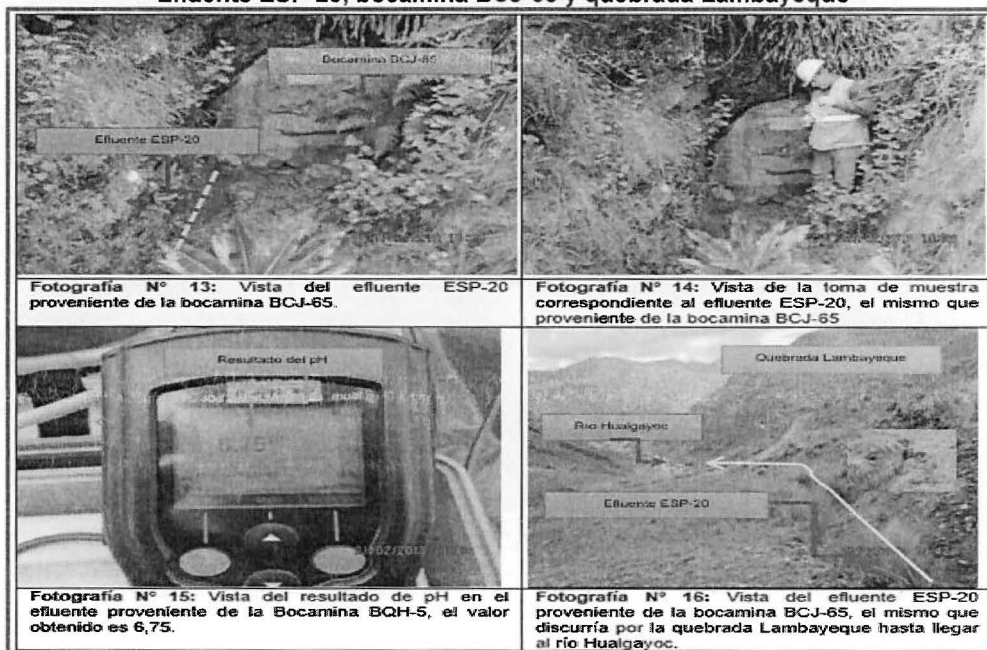 Efluente ESP-20, bocamina BCJ-65 y quebrada Lambayeque
Bocamina BCJ-65
Efluente ESP-20
Fotografía N° 13: Vista del efluente ESP-20
proveniente de la bocamina BCJ-65.
Fotografía N° 14: Vista de la toma de muestra
correspondiente al efluente ESP-20, el mismo que
proveniente de la bocamina BCJ-65
Resultado del pH
6.75
Quebrada Lambayeque
Río Hualgayoc
Efluente ESP-20
Fotografía N° 15: Vista del resultado de pH en el
efluente proveniente de la Bocamina BQH-5, el valor
obtenido es 6,75.
Fotografía N° 16: Vista del efluente ESP-20
proveniente de la bocamina BCJ-65, el mismo que
discurría por la quebrada Lambayeque hasta llegar
al río Hualgayoc.